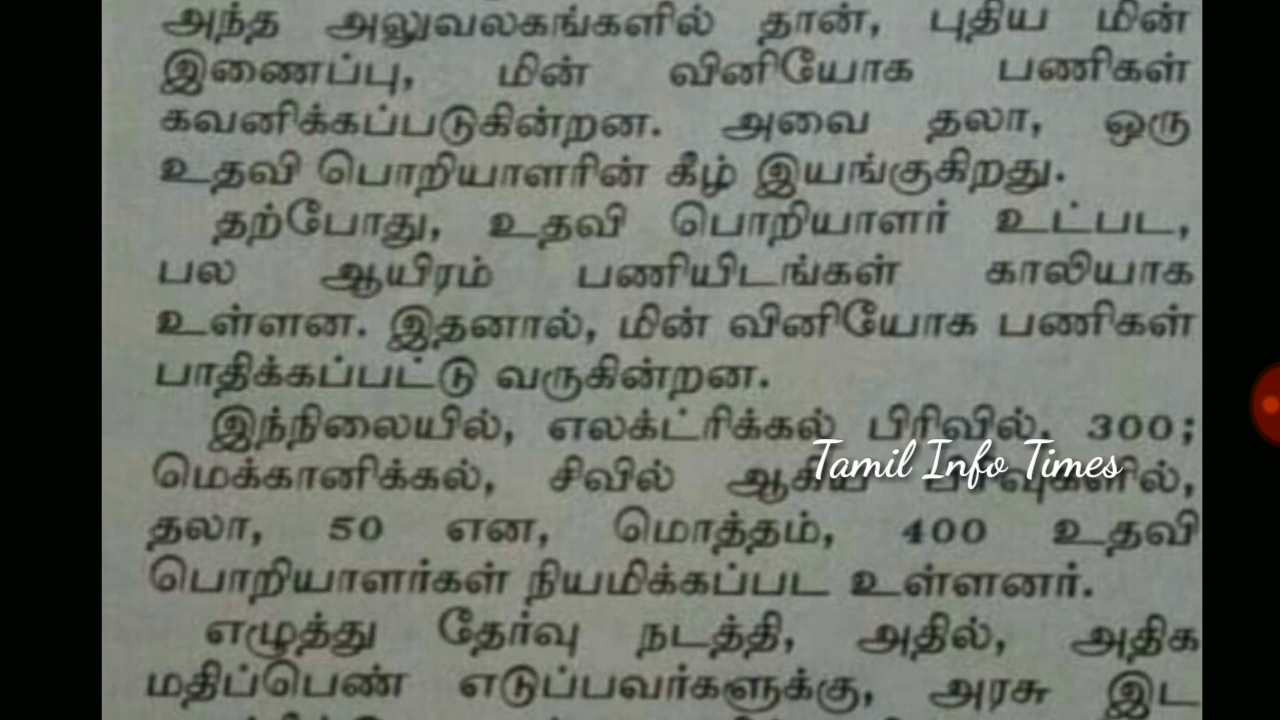 அந்த அலுவலகங்களில் தான், புதிய மின்
இணைப்பு, மின் வினியோக பணிகள்
கவனிக்கப்படுகின்றன. அவை தலா, ஒரு
உதவி பொறியாளரின் கீழ் இயங்குகிறது.
தற்போது, உதவி பொறியாளர் உட்பட,
பல ஆயிரம் பணியிடங்கள் காலியாக
உள்ளன. இதனால், மின் வினியோக பணிகள்
பாதிக்கப்பட்டு வருகின்றன.
இந்நிலையில், எலக்ட்ரிக்கல் பிரிவில், 300;
Tamil Info Times
மெக்கானிக்கல், சிவில் ஆகிய பிரிவுகளில்,
தலா, 50 என, மொத்தம், 400 உதவி
பொறியாளர்கள் நியமிக்கப்பட உள்ளனர்.
எழுத்து தேர்வு நடத்தி, அதில், அதிக
மதிப்பெண் எடுப்பவர்களுக்கு, அரசு இட